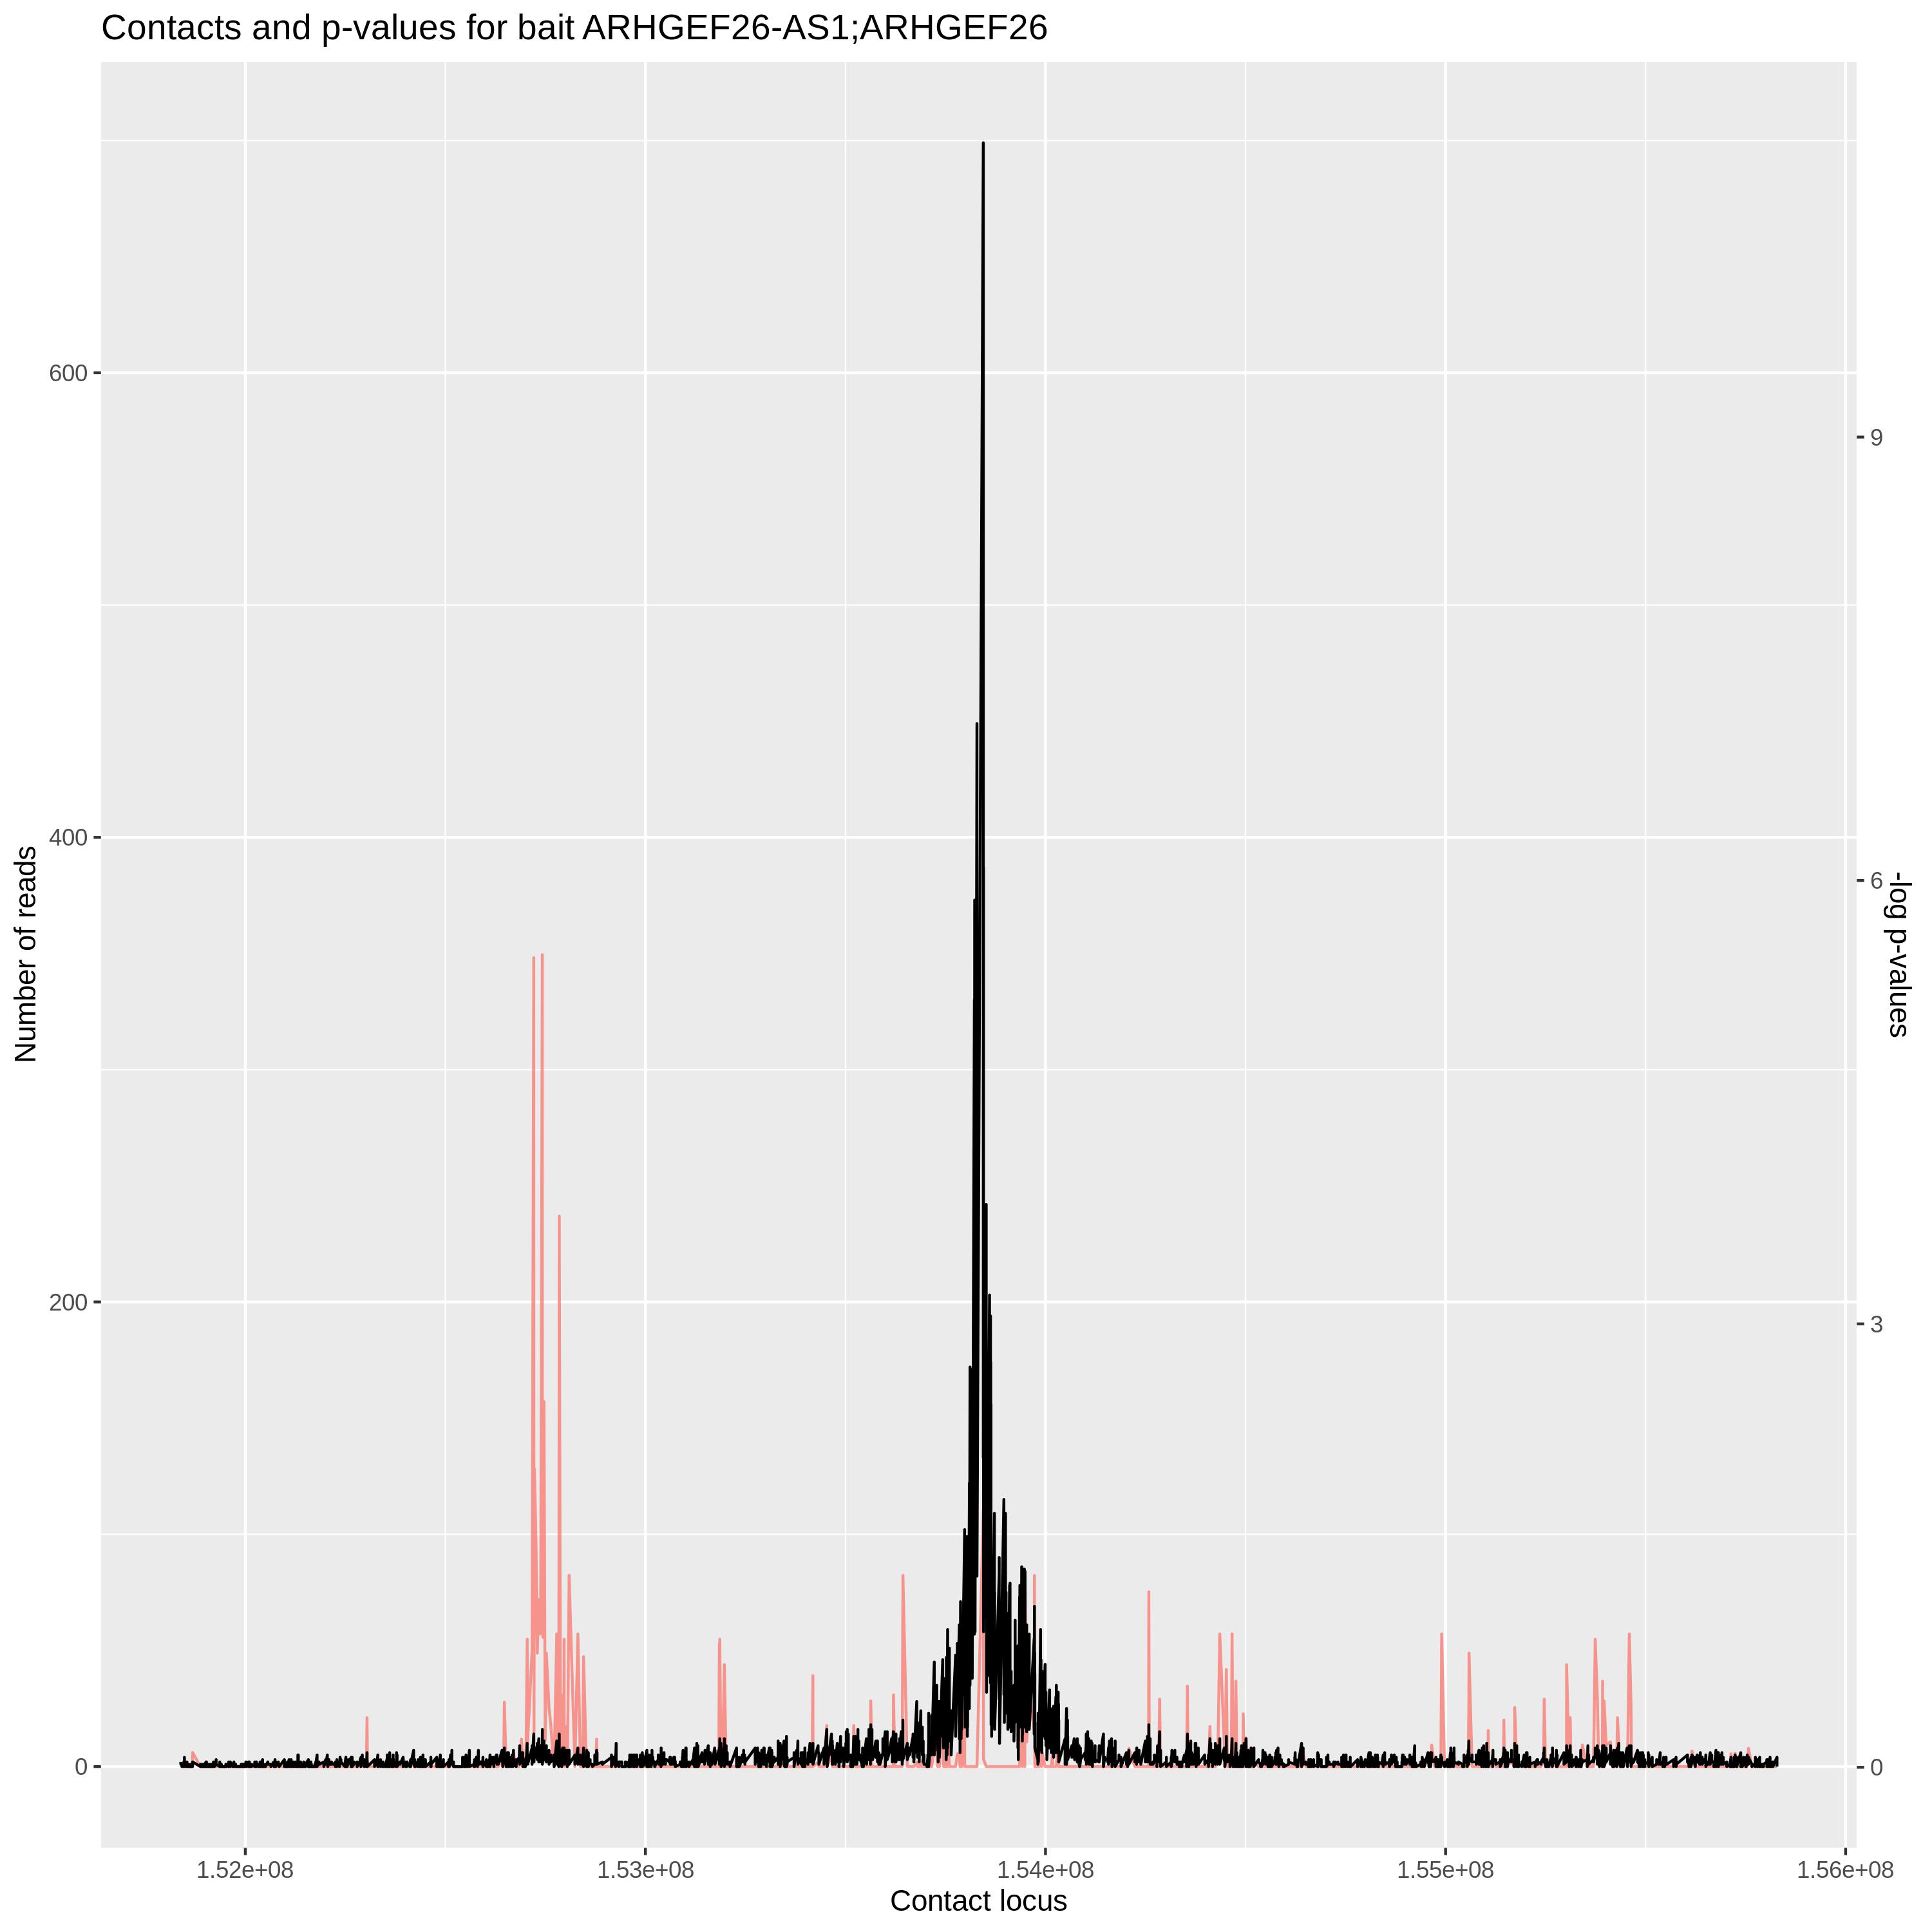 Contacts and p-values for bait ARHGEF26-AS1;ARHGEF26
600
400
200
0
Number of reads
9
6
3
0
-log p-values
1.52e+08 1.53e+08 1.54e+08 1.55e+08 1.56e+08
Contact locus